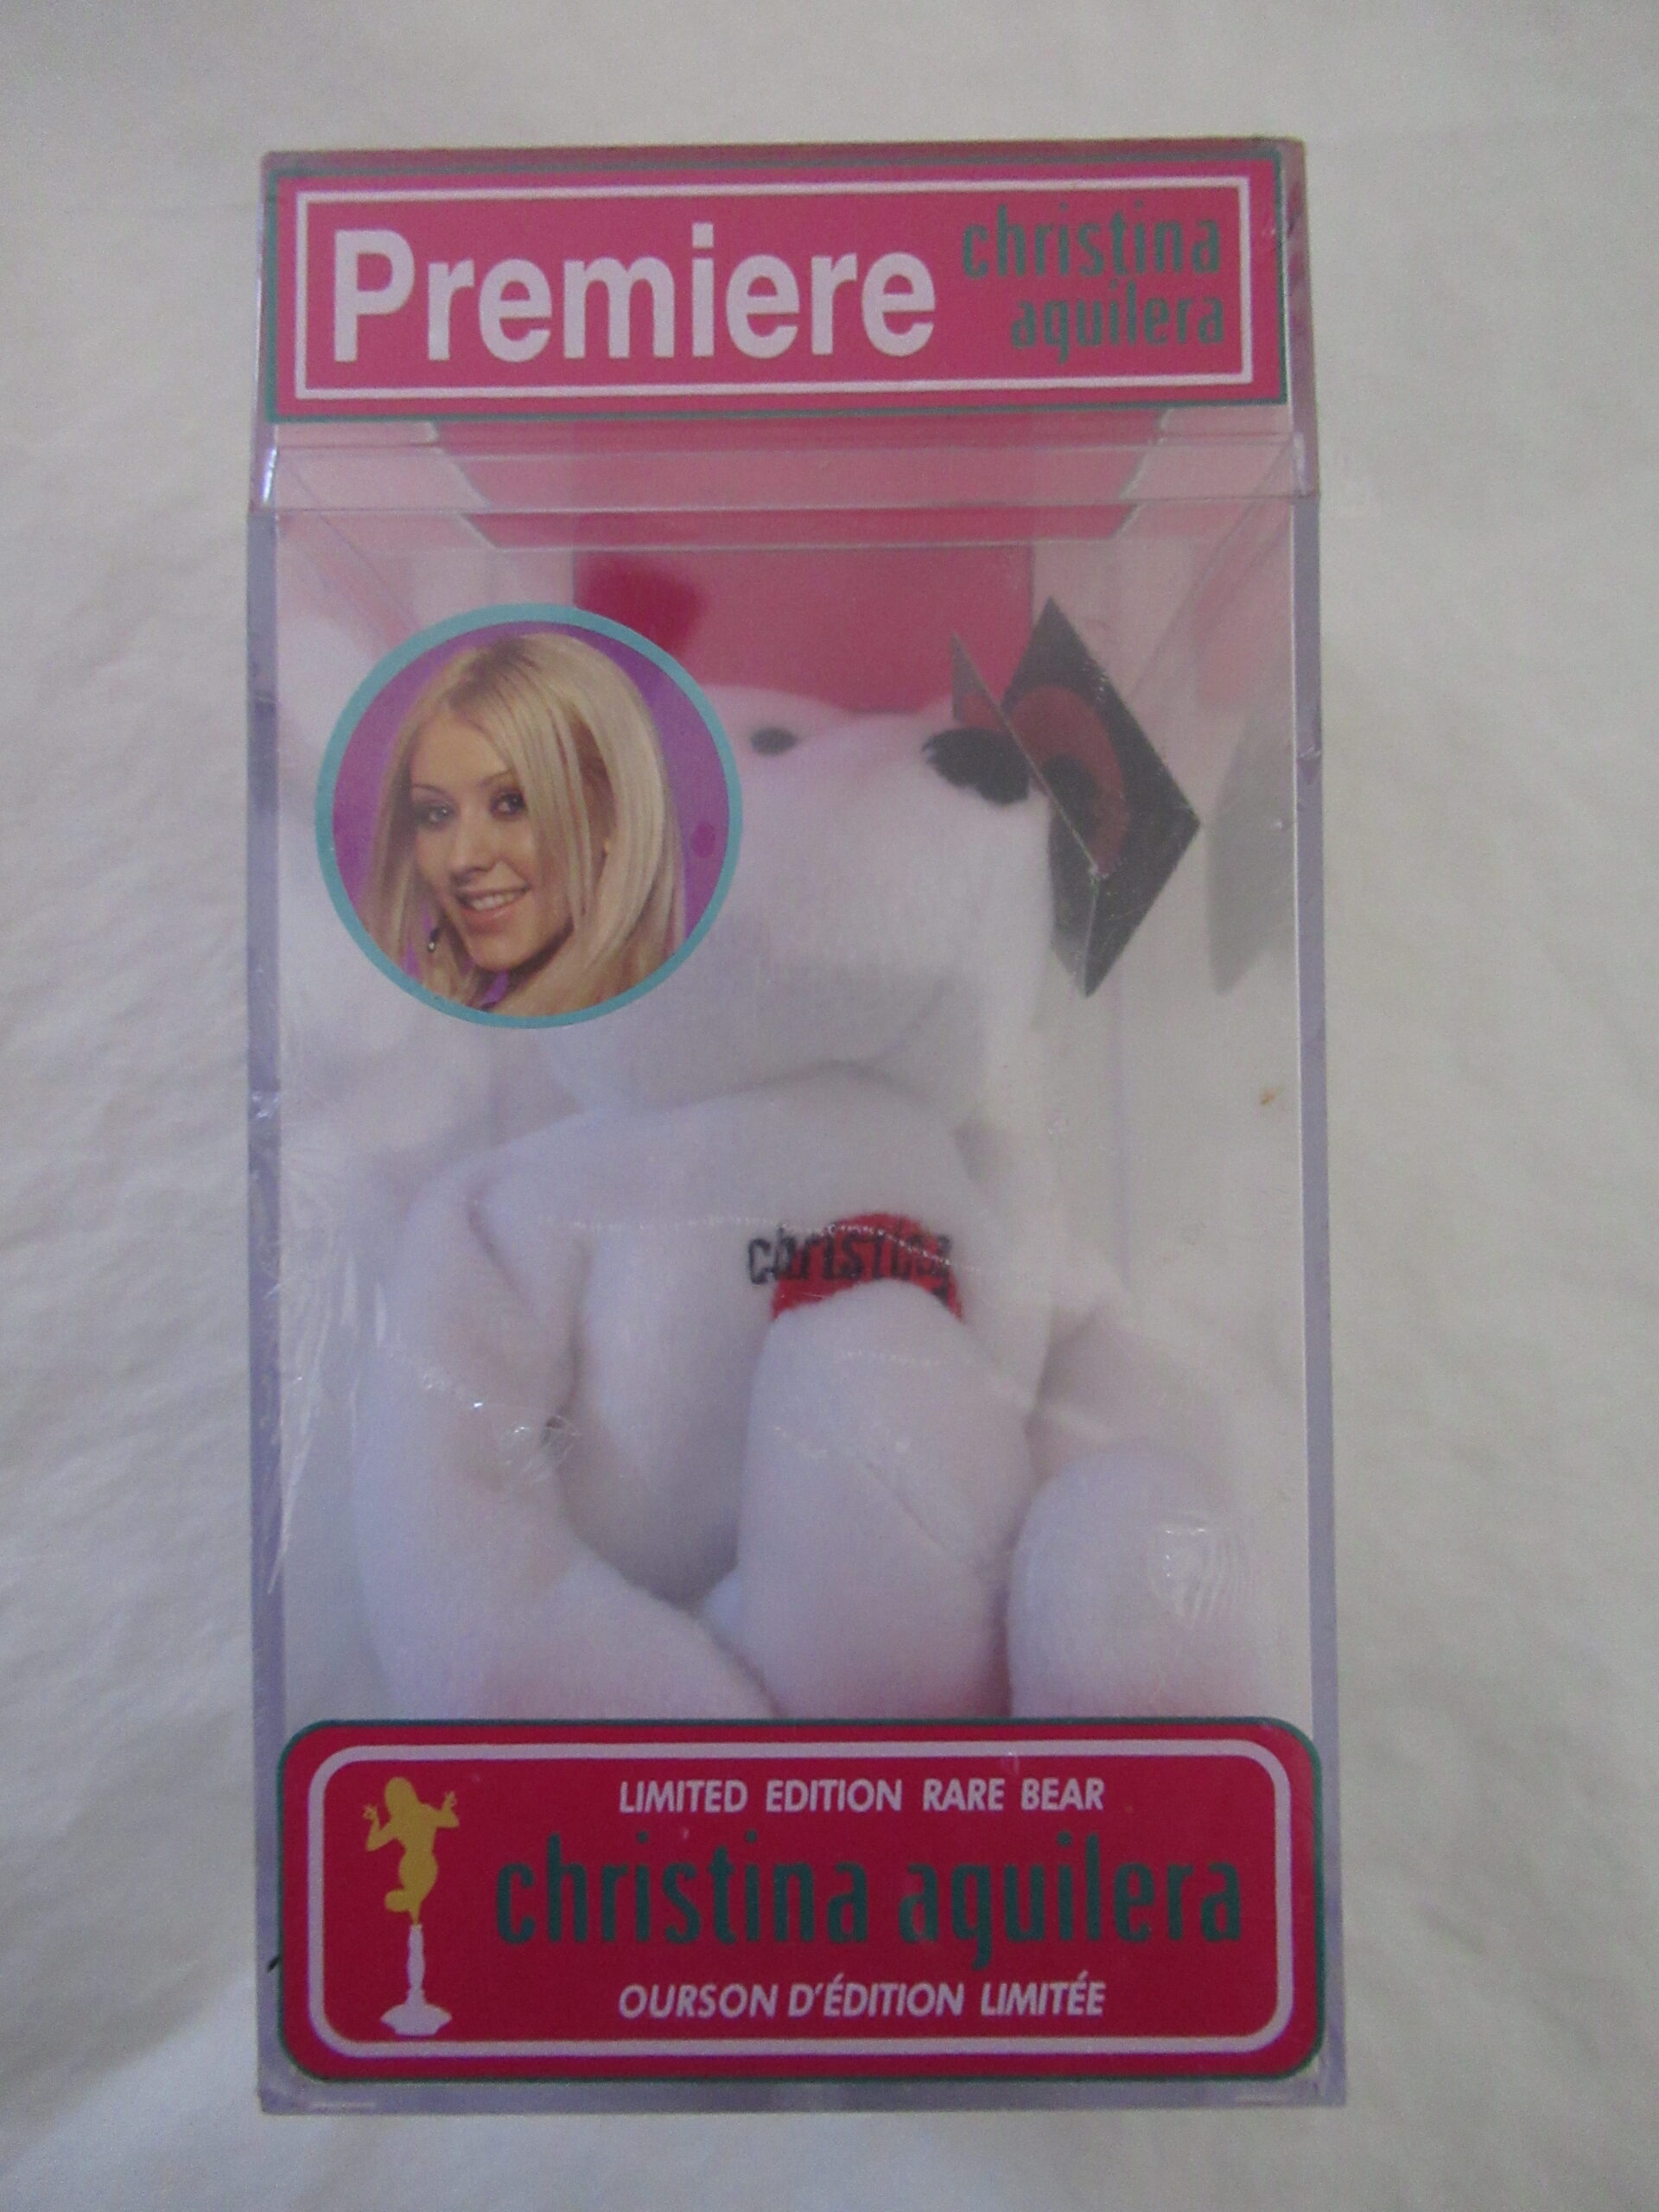 Premiere
christina
aguilera
christina
LIMITED EDITION RARE BEAR
christina aguilera
OURSON D'ÉDITION LIMITÉE